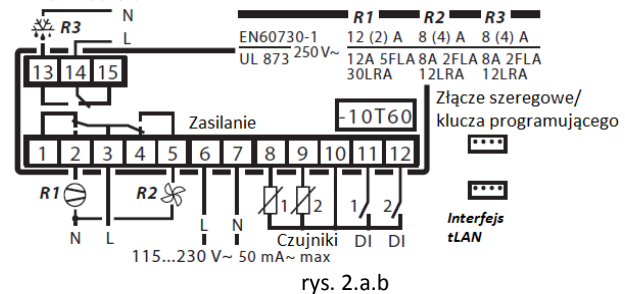 N
R3
L
R1 R2 R3
EN60730-1 12 (2) A 8 (4) A 8 (4) A
UL 873 250 V~ 12A 5FLA 8A 2FLA 8A 2FLA
30LRA 12LRA 12LRA
13 14 15
Złącze szeregowe/
klucza programującego
Zasilanie
-10T60
1 2 3 4 5 6 7 8 9 10 11 12
R1 R2 1 2 1 2
N L L N Czujniki DI DI
115...230 V~ 50 mA~ max
Interfejs
tLAN
rys. 2.a.b